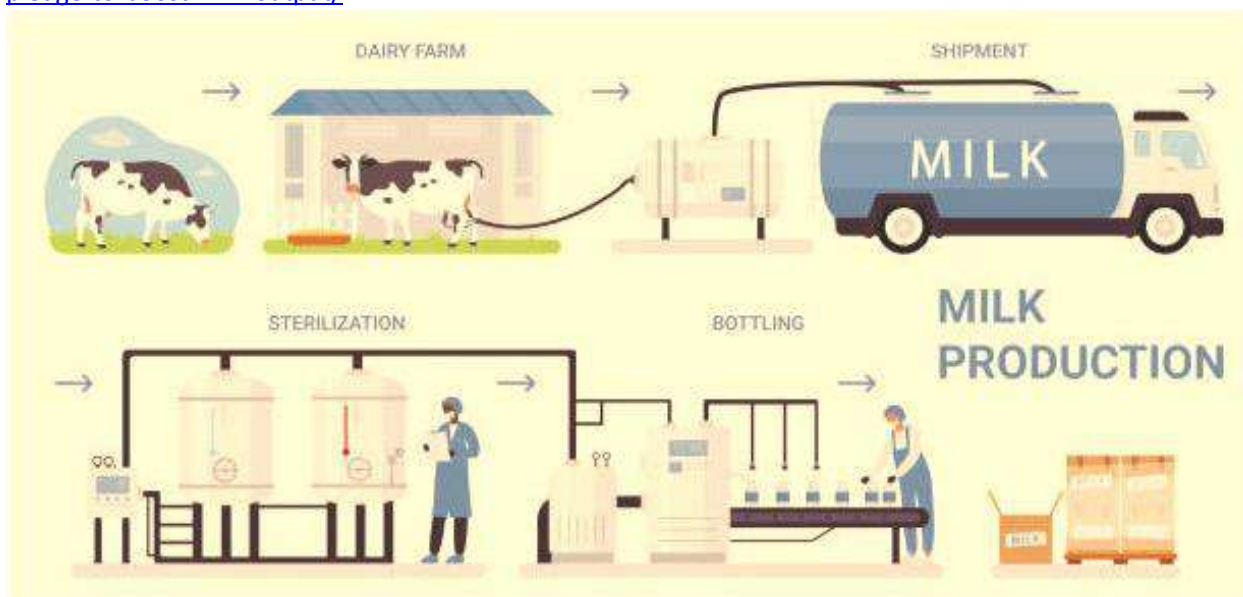 DAIRY FARM
SHIPMENT
MILK
MILK
PRODUCTION
STERILIZATION
BOTTLING
MILK